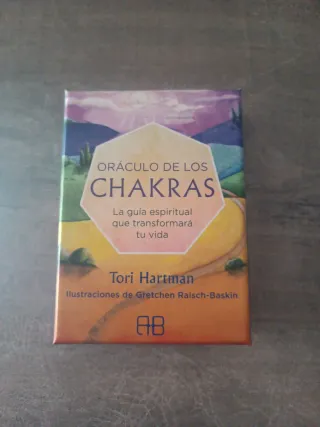 ORÁCULO DE LOS
CHAKRAS
La guía espiritual
que transformará
tu vida
Tori Hartman
Ilustraciones de Gretchen Raisch-Baskin
AB